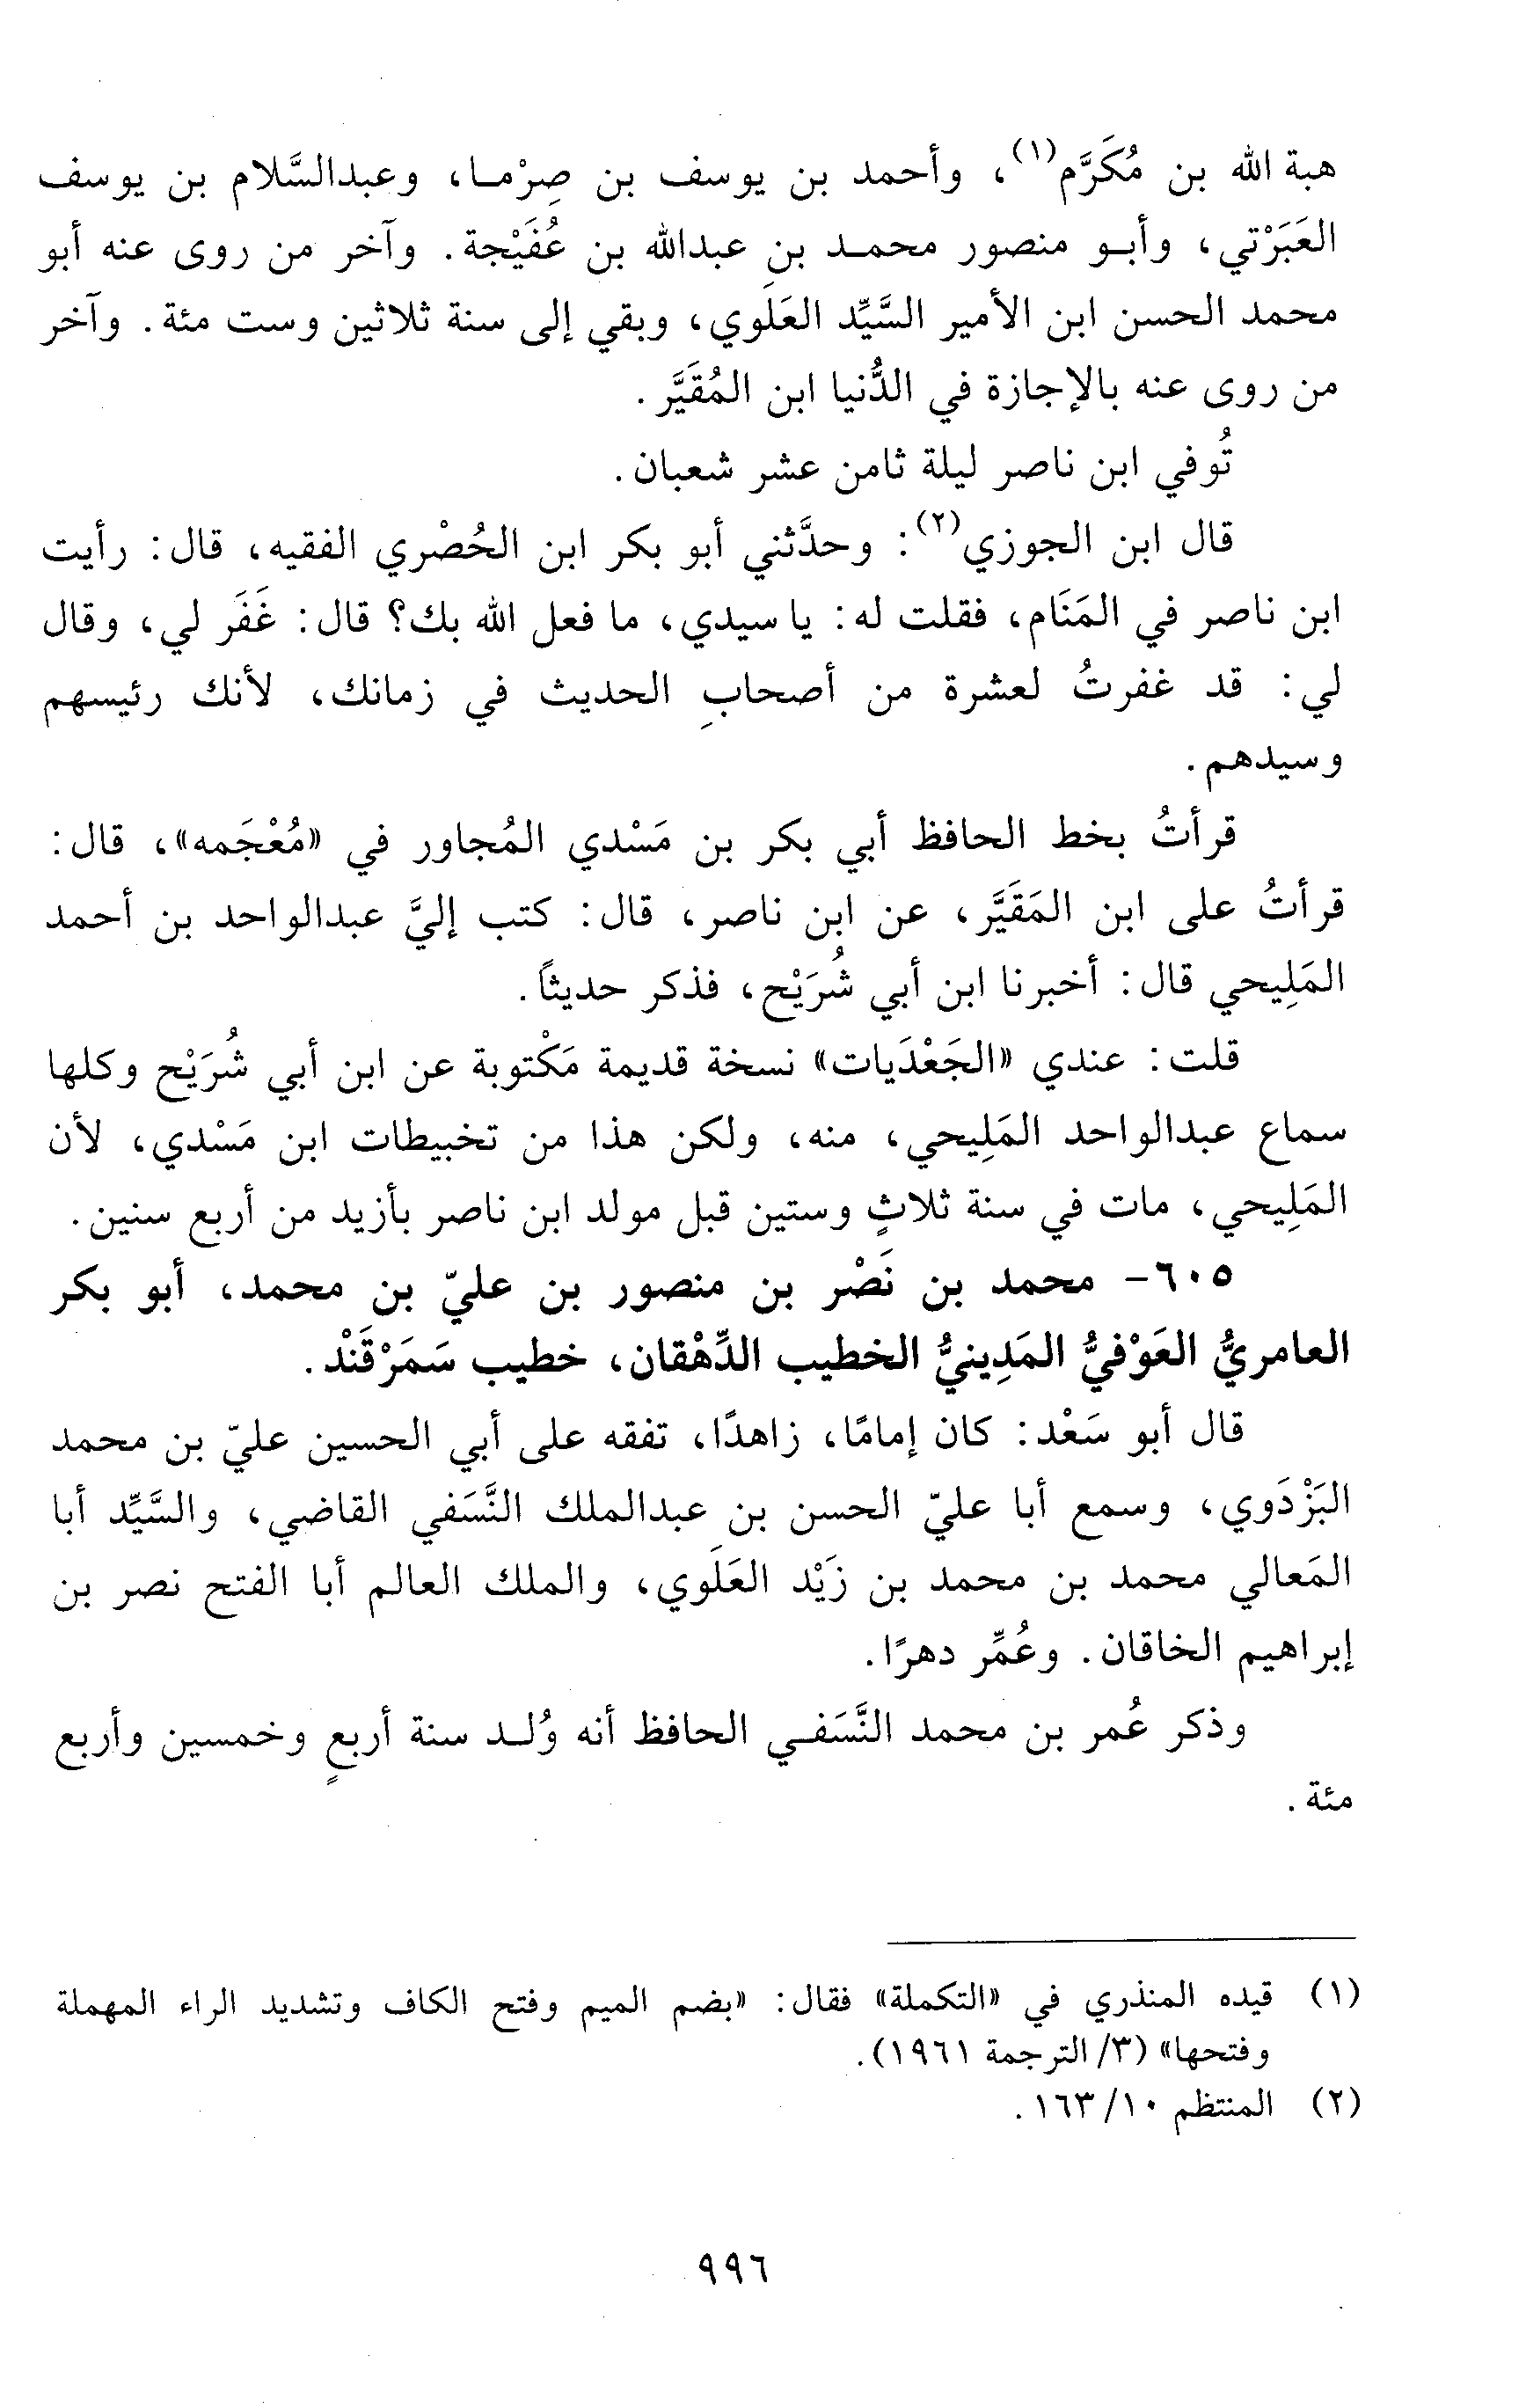 هبة الله بن مُكَرَّم(١)، وأحمد بن يوسف بن صِرْما، وعبدالسَّلام بن يوسف
العَبَرْتي، وأبو منصور محمد بن عبدالله بن عُفَيْجة. وآخر من روى عنه أبو
محمد الحسن ابن الأمير السَّيِّد العَلَوي، وبقي إلى سنة ثلاثين وست مئة. وآخر
من روى عنه بالإجازة في الدُّنيا ابن المُقَيَّر.
تُوفي ابن ناصر ليلة ثامن عشر شعبان.
قال ابن الجوزي(٢): وحدَّثني أبو بكر ابن الحُصْري الفقيه، قال: رأيت
ابن ناصر في المَنَام، فقلت له: يا سيدي، ما فعل الله بك؟ قال: غَفَر لي، وقال
لي: قد غفرتُ لعشرة من أصحابِ الحديث في زمانك، لأنك رئيسهم
وسيدهم.
قرأتُ بخط الحافظ أبي بكر بن مَسْدي المُجاور في «مُعْجَمه»، قال:
قرأتُ على ابن المَقَيَّر، عن ابن ناصر، قال: كتب إليَّ عبدالواحد بن أحمد
المَلِيحي قال: أخبرنا ابن أبي شُرَيْح، فذكر حديثاً.
قلت: عندي «الجَعْدَيات» نسخة قديمة مَكْتوبة عن ابن أبي شُرَيْح وكلها
سماع عبدالواحد المَلِيحي، منه، ولكن هذا من تخبيطات ابن مَسْدي، لأن
المَلِيحي، مات في سنة ثلاثٍ وستين قبل مولد ابن ناصر بأزيد من أربع سنين.
٦٠٥- محمد بن نَصْر بن منصور بن عليّ بن محمد، أبو بكر
العامريُّ العَوْفيُّ المَدِينيُّ الخطيب الدِّهْقان، خطيب سَمَرْقَنْد.
قال أبو سَعْد: كان إمامًا، زاهدًا، تفقه على أبي الحسين عليّ بن محمد
البَزْدَوي، وسمع أبا عليّ الحسن بن عبدالملك النَّسَفي القاضي، والسَّيِّد أبا
المَعالي محمد بن محمد بن زَيْد العَلَوي، والملك العالم أبا الفتح نصر بن
إبراهيم الخاقان. وعُمِّر دهرًا.
وذكر عُمر بن محمد النَّسَفي الحافظ أنه وُلد سنة أربعٍ وخمسين وأربع
مئة.
(١) قيده المنذري في «التكملة» فقال: «بضم الميم وفتح الكاف وتشديد الراء المهملة
وفتحها» (٣/ الترجمة ١٩٦١).
(٢) المنتظم ١٠/ ١٦٣.
٩٩٦